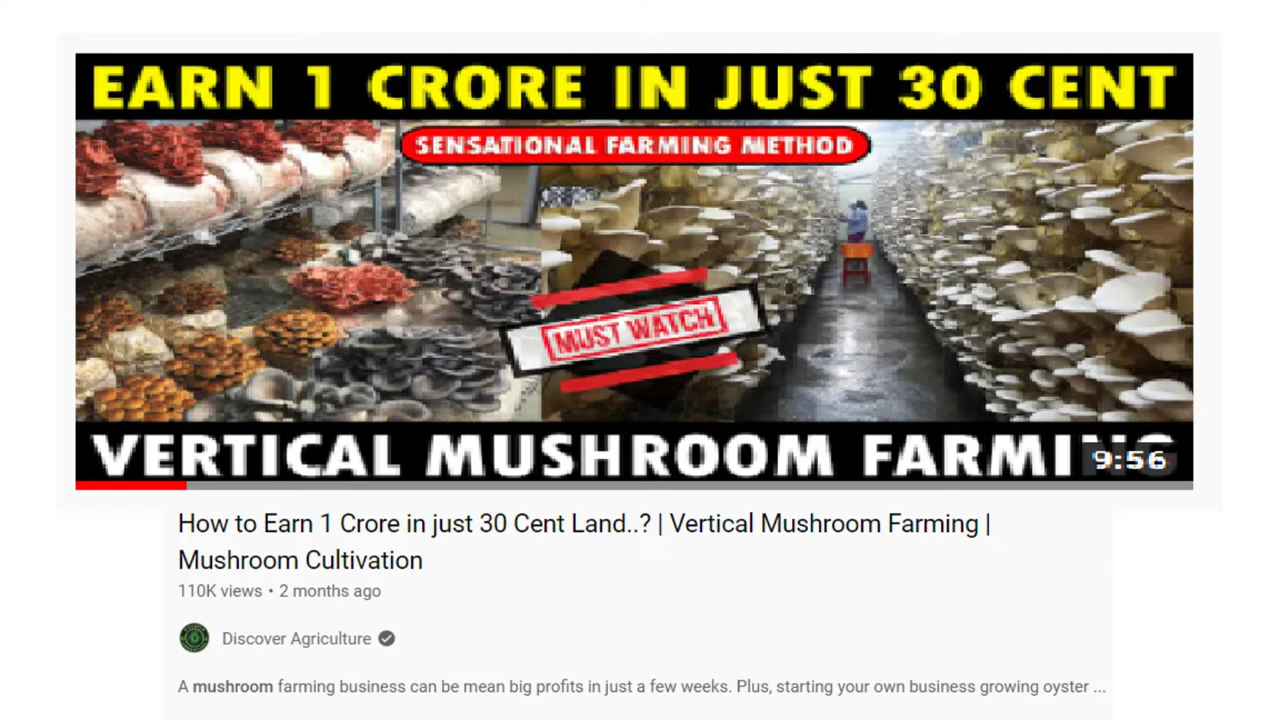 EARN 1 CRORE IN JUST 30 CENT
SENSATIONAL FARMING METHOD
MUST WATCH
VERTICAL MUSHROOM FARMING
9:56
How to Earn 1 Crore in just 30 Cent Land..? | Vertical Mushroom Farming |
Mushroom Cultivation
110K views • 2 months ago
Discover Agriculture
A mushroom farming business can be mean big profits in just a few weeks. Plus, starting your own business growing oyster ...